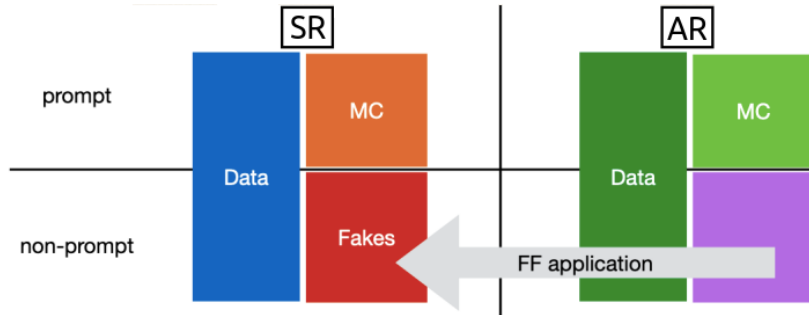 SR
AR
prompt
MC
MC
Data
Data
non-prompt
Fakes
FF application